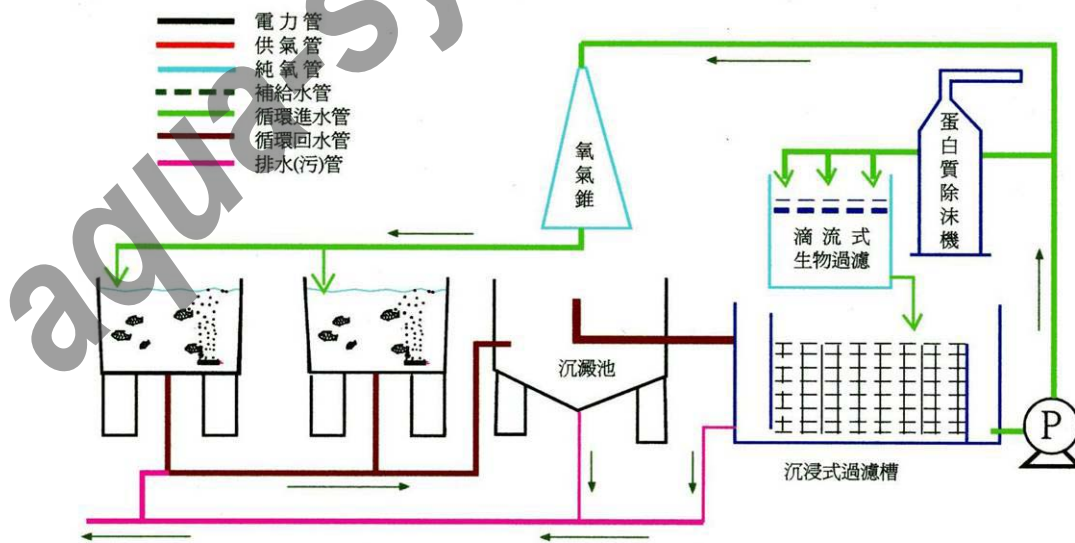 電力管
供氣管
純氧管
補給水管
循環進水管
循環回水管
排水(污)管
aqua-sy
氧氣錐
蛋白質除沫機
滴流式
生物過濾
沉澱池
P
沉浸式過濾槽